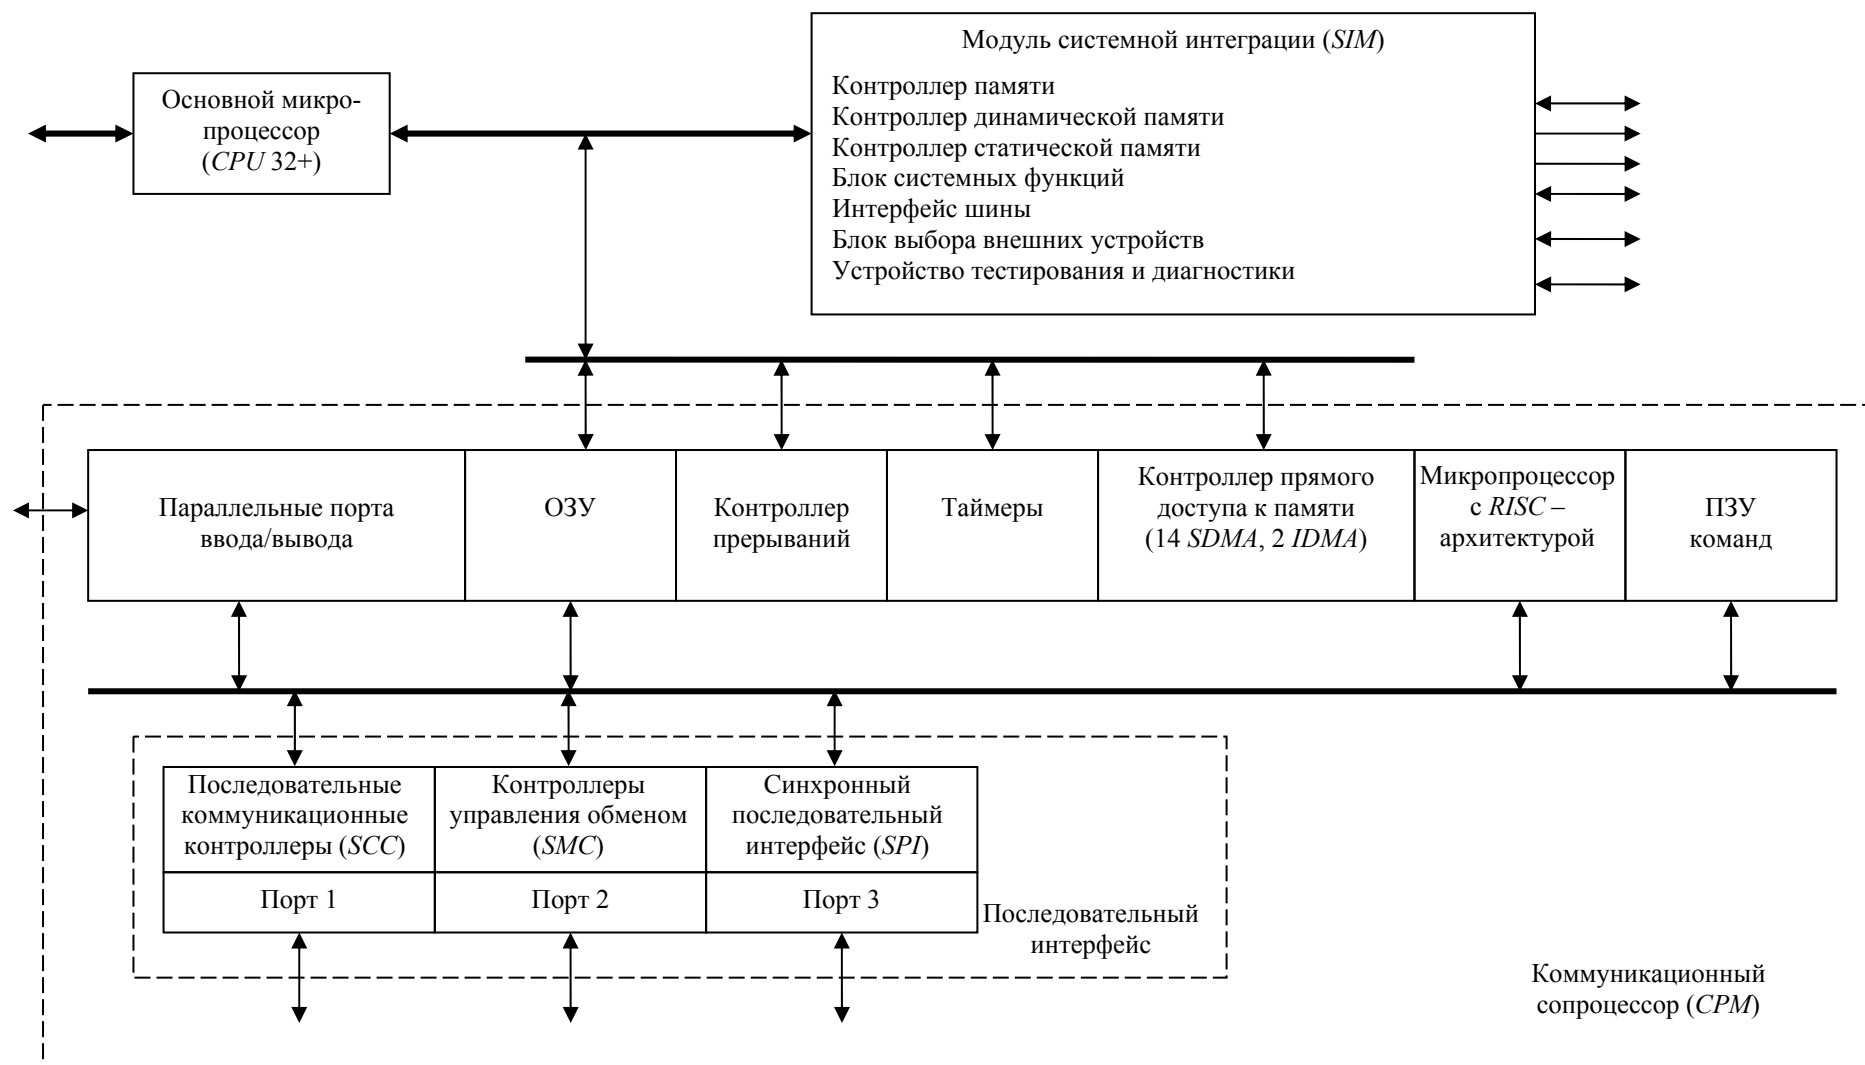 Модуль системной интеграции (SIM)
Контроллер памяти
Контроллер динамической памяти
Контроллер статической памяти
Блок системных функций
Интерфейс шины
Блок выбора внешних устройств
Устройство тестирования и диагностики
Основной микро-
процессор
(CPU 32+)
Параллельные порта
ввода/вывода
ОЗУ
Контроллер
прерываний
Таймеры
Контроллер прямого
доступа к памяти
(14 SDMA, 2 IDMA)
Микропроцессор
с RISC –
архитектурой
ПЗУ
команд
Последовательные
коммуникационные
контроллеры (SCC)
Контроллеры
управления обменом
(SMC)
Синхронный
последовательный
интерфейс (SPI)
Порт 1
Порт 2
Порт 3
Последовательный
интерфейс
Коммуникационный
сопроцессор (CPM)